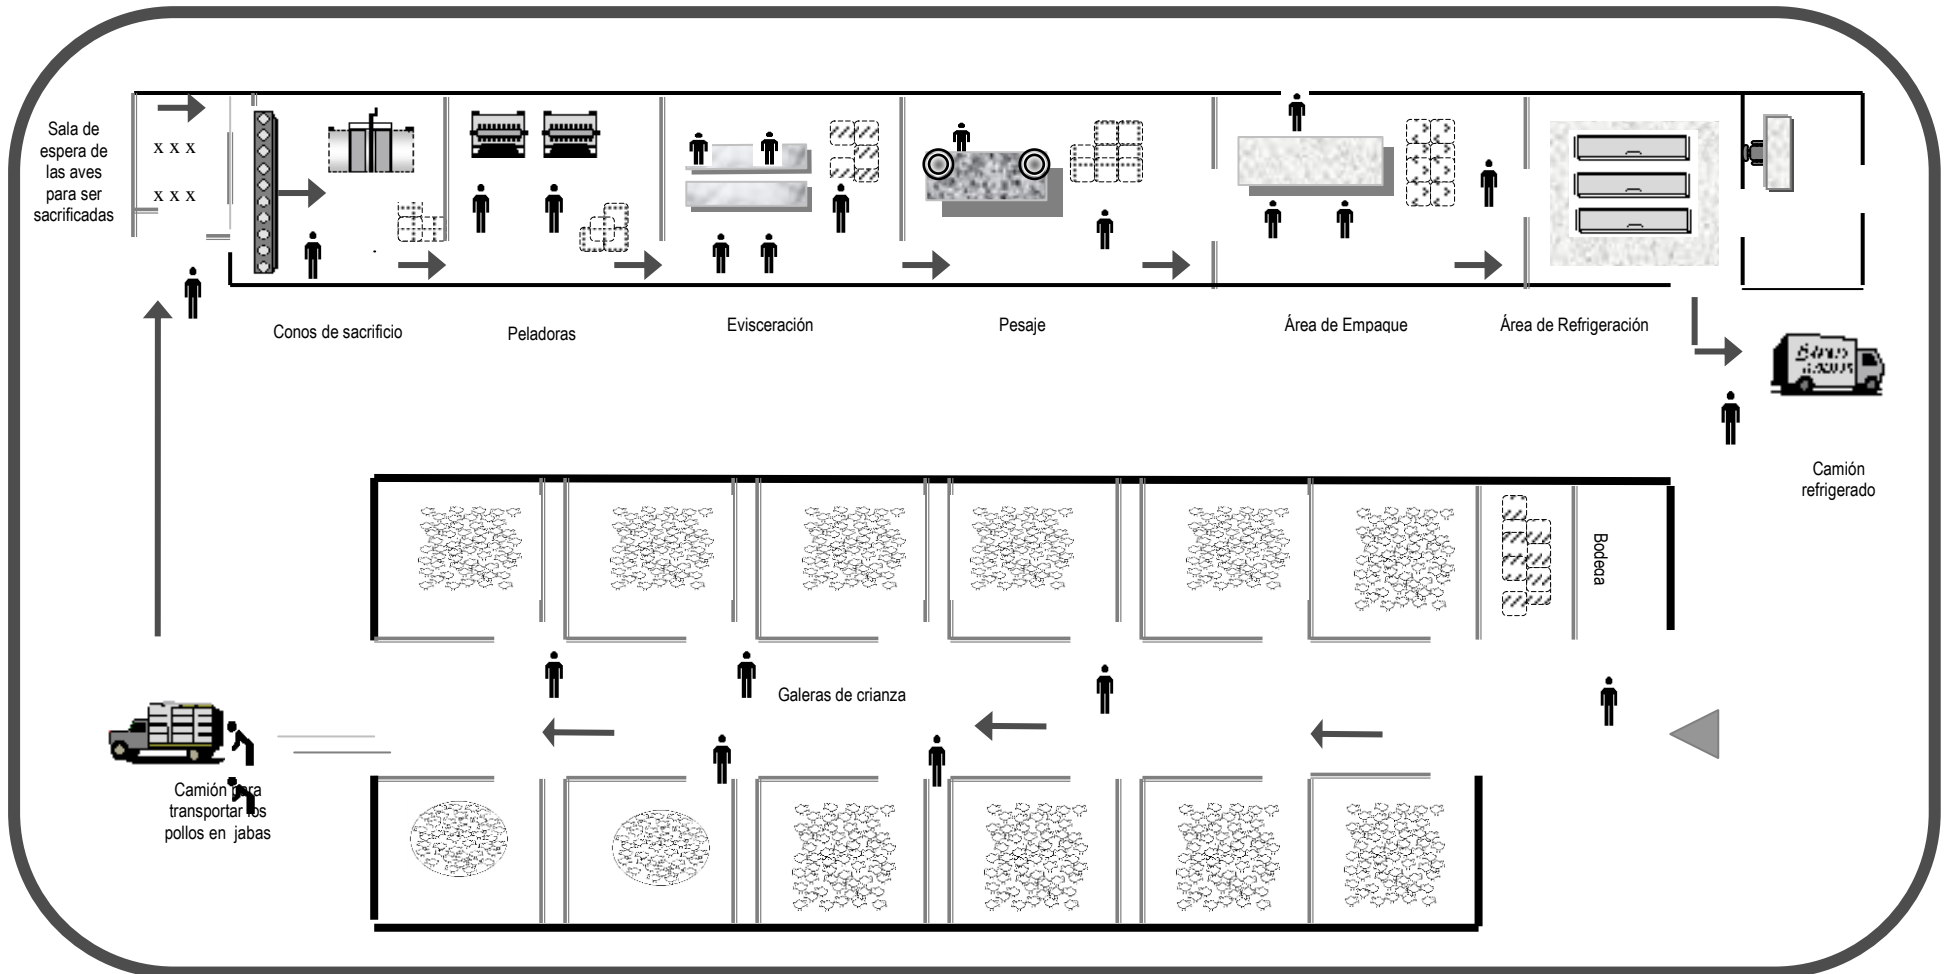 Sala de
espera de
las aves
para ser
sacrificadas
x x x
x x x
Conos de sacrificio
Peladoras
Evisceración
Pesaje
Área de Empaque
Área de Refrigeración
Camión
refrigerado
Bodega
Galeras de crianza
Camión para
transportar los
pollos en jabas